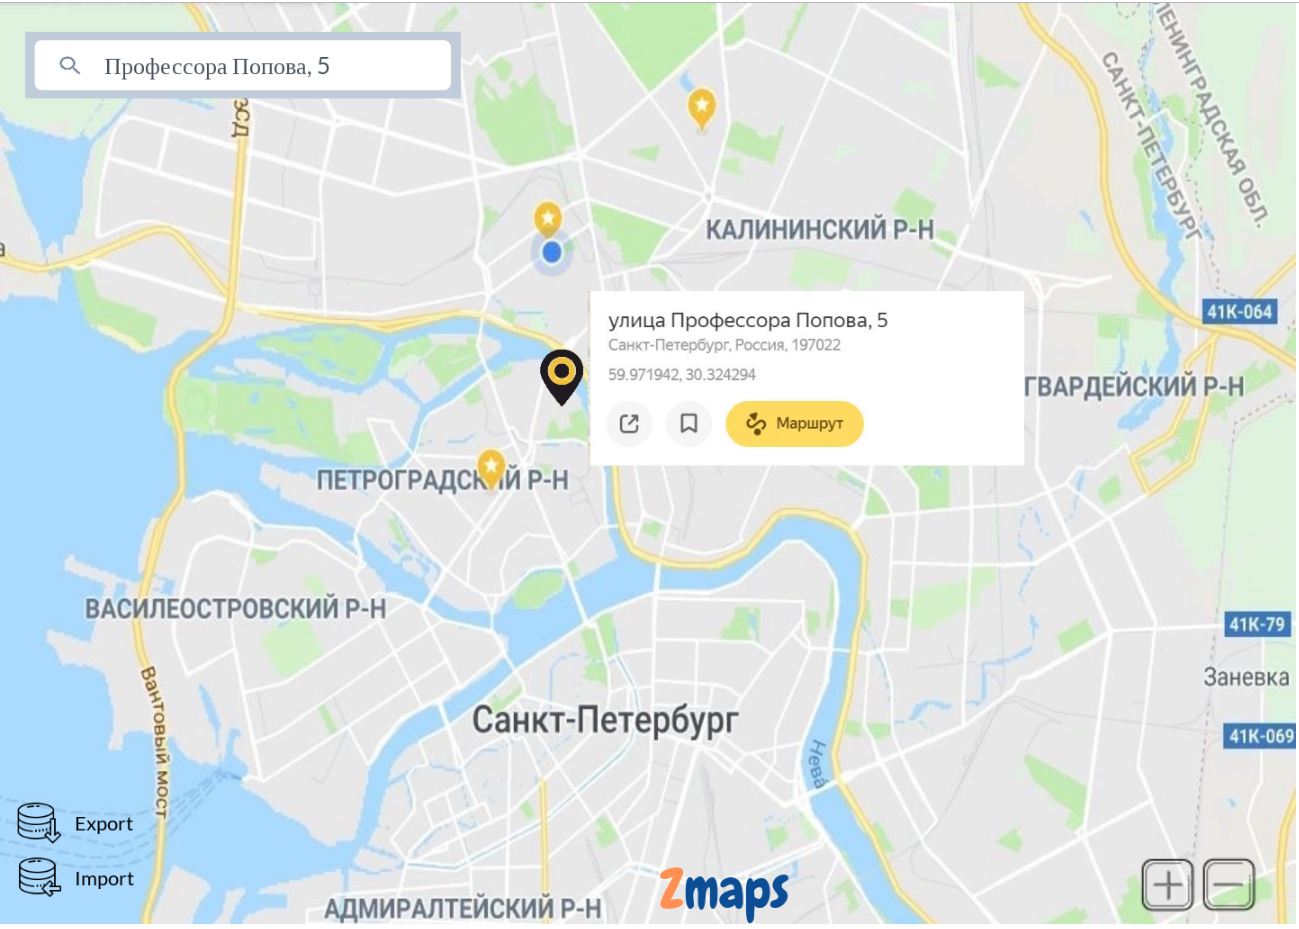 Профессора Попова, 5
ЗСД
ЛЕНИНГРАДСКАЯ ОБЛ.
САНКТ-ПЕТЕРБУРГ
КАЛИНИНСКИЙ Р-Н
а
41К-064
улица Профессора Попова, 5
Санкт-Петербург, Россия, 197022
59.971942, 30.324294
ГВАРДЕЙСКИЙ Р-Н
Маршрут
ПЕТРОГРАДСКИЙ Р-Н
ВАСИЛЕОСТРОВСКИЙ Р-Н
41К-79
Заневка
Вантовый мост
Санкт-Петербург
41К-069
Нева
Export
Import
Zmaps
АДМИРАЛТЕЙСКИЙ Р-Н